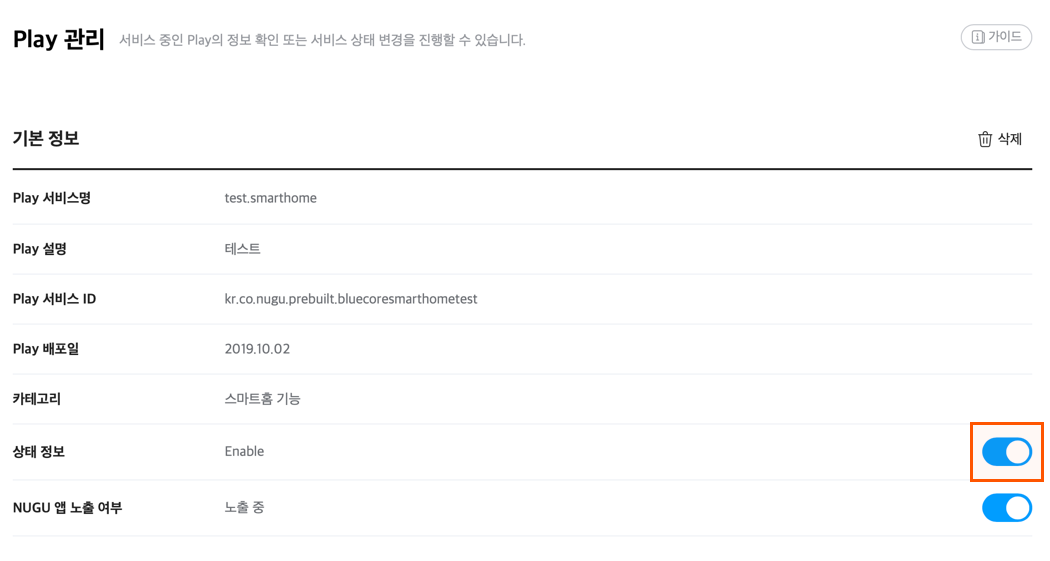 Play 관리 서비스 중인 Play의 정보 확인 또는 서비스 상태 변경을 진행할 수 있습니다. 가이드
기본 정보 삭제
Play 서비스명 test.smarthome
Play 설명 테스트
Play 서비스 ID kr.co.nugu.prebuilt.bluecoresmarthometest
Play 배포일 2019.10.02
카테고리 스마트홈 기능
상태 정보 Enable
NUGU 앱 노출 여부 노출 중